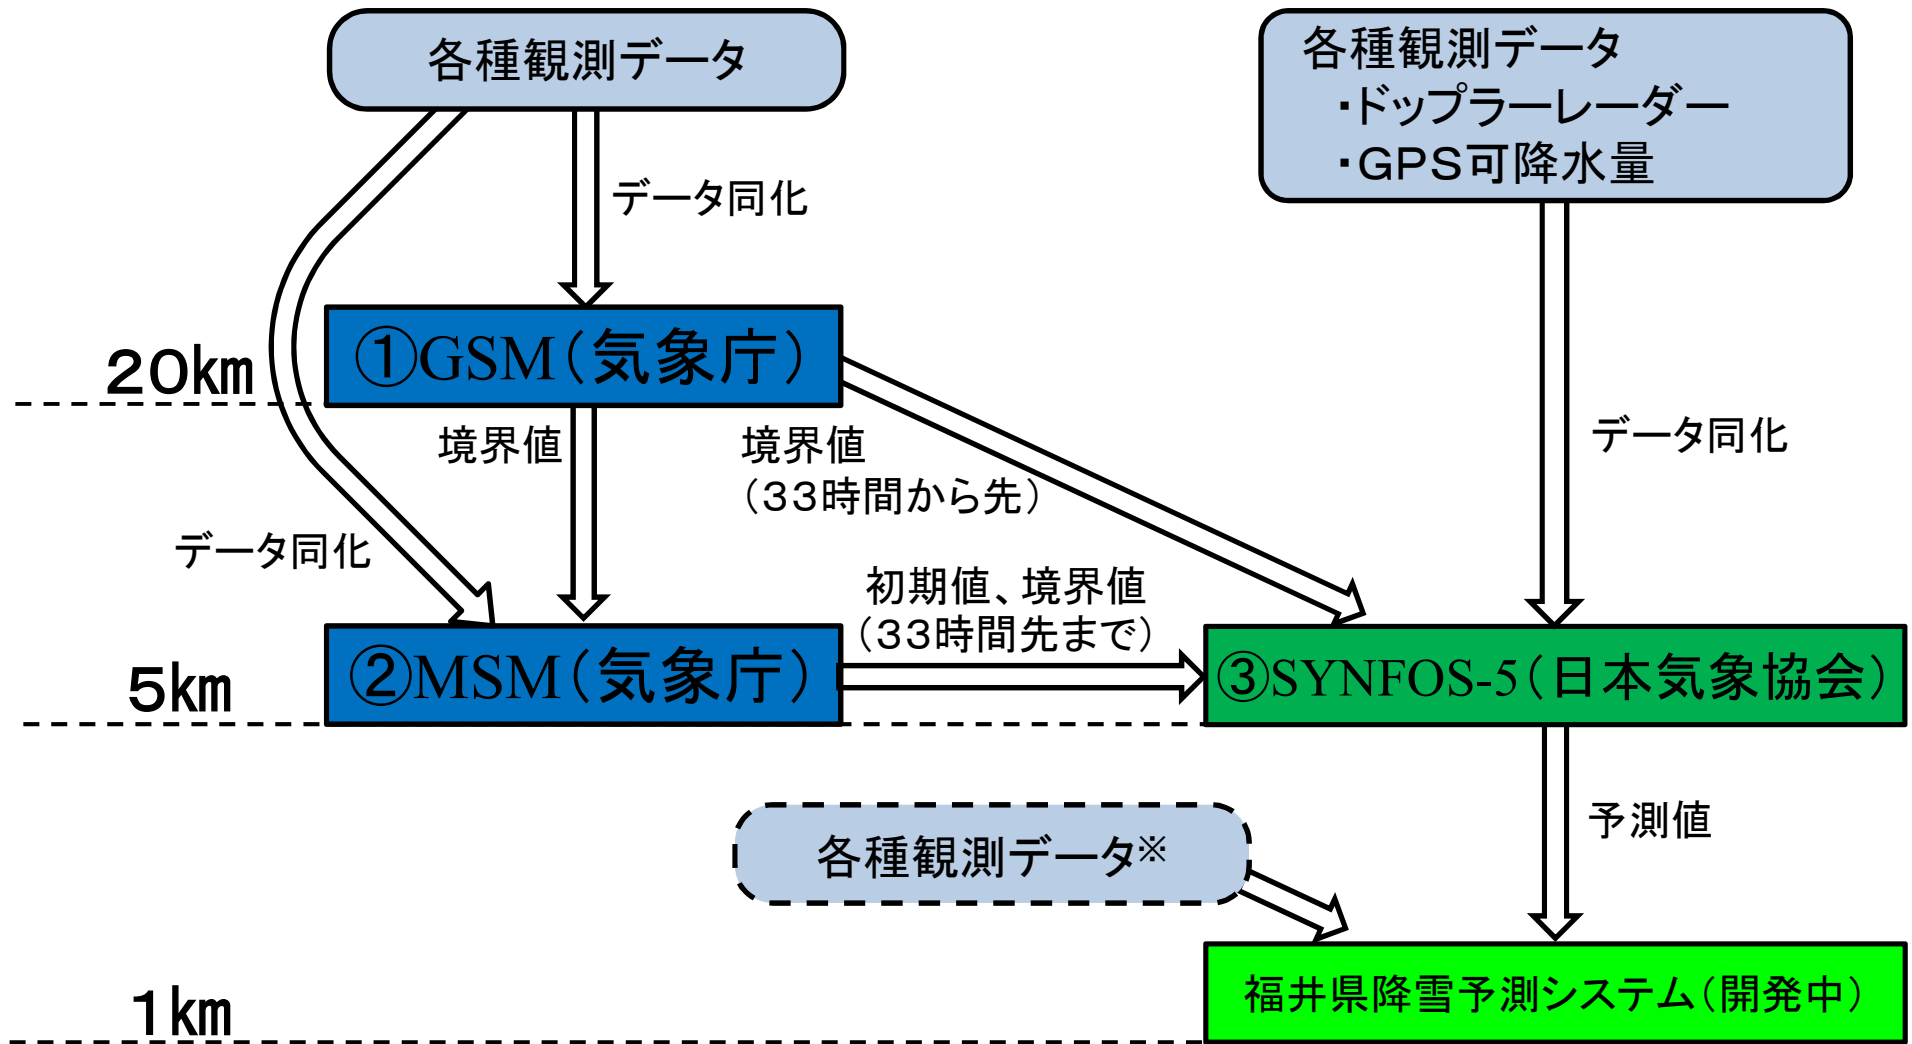 各種観測データ
各種観測データ
・ドップラーレーダー
・GPS可降水量
データ同化
①GSM(気象庁)
20km
境界値
境界値
(33時間から先)
データ同化
データ同化
初期値、境界値
(33時間先まで)
②MSM(気象庁)
③SYNFOS-5(日本気象協会)
5km
予測値
各種観測データ※
福井県降雪予測システム(開発中)
1km